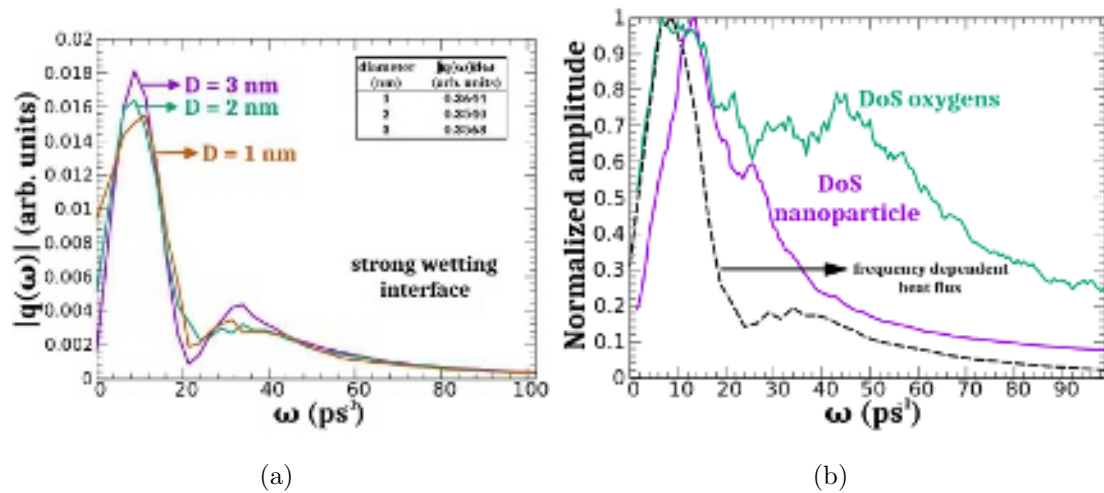 |q(ω)| (arb. units)
0.02
0.018
0.016
0.014
0.012
0.01
0.008
0.006
0.004
0.002
0
D = 3 nm
D = 2 nm
D = 1 nm
diameter
(nm)
(arb. units)
1
2
3
strong wetting
interface
0 20 40 60 80 100
(a)
Normalized amplitude
1
0.9
0.8
0.7
0.6
0.5
0.4
0.3
0.2
0.1
0
DoS oxygens
DoS
nanoparticle
frequency dependent
heat flux
0 10 20 30 40 50 60 70 80 90
(b)